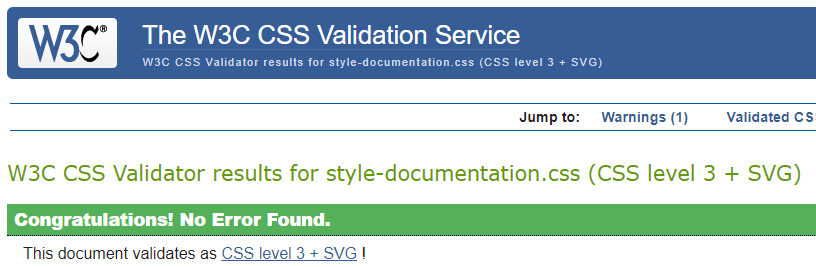 W3C®
The W3C CSS Validation Service
W3C CSS Validator results for style-documentation.css (CSS level 3 + SVG)
Jump to: Warnings (1) Validated CS
W3C CSS Validator results for style-documentation.css (CSS level 3 + SVG)
Congratulations! No Error Found.
This document validates as CSS level 3 + SVG !